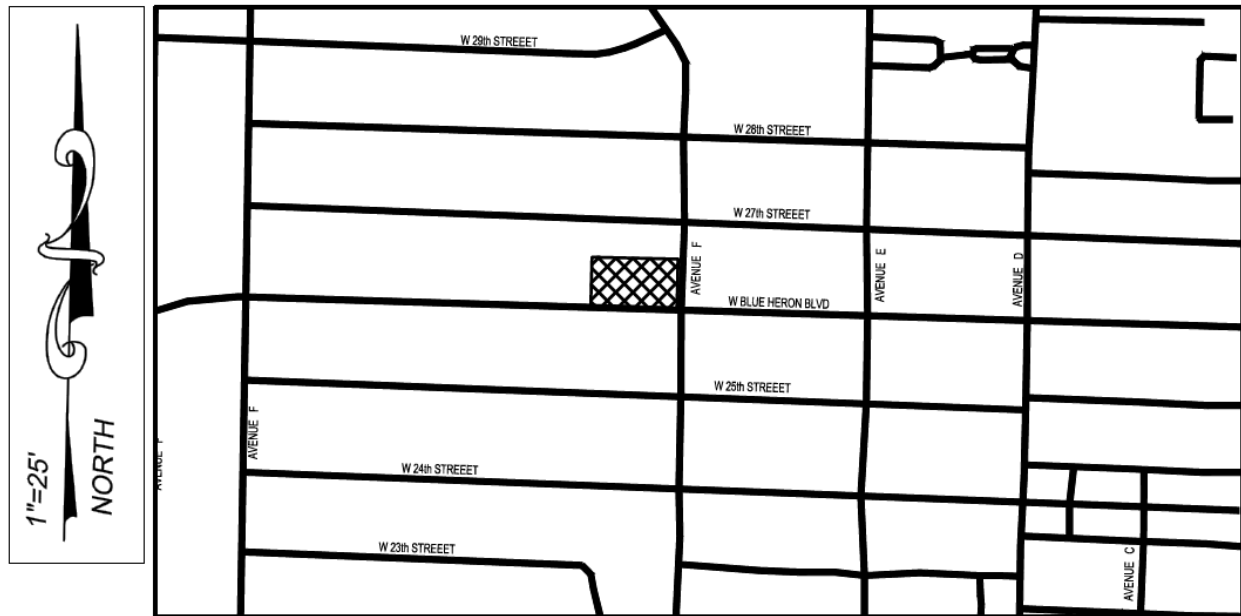 1"=25'
NORTH
W 29th STREEET
W 28th STREEET
W 27th STREEET
AVENUE F
AVENUE E
AVENUE D
W BLUE HERON BLVD
W 25th STREEET
AVENUE F
W 24th STREEET
W 23th STREEET
AVENUE C